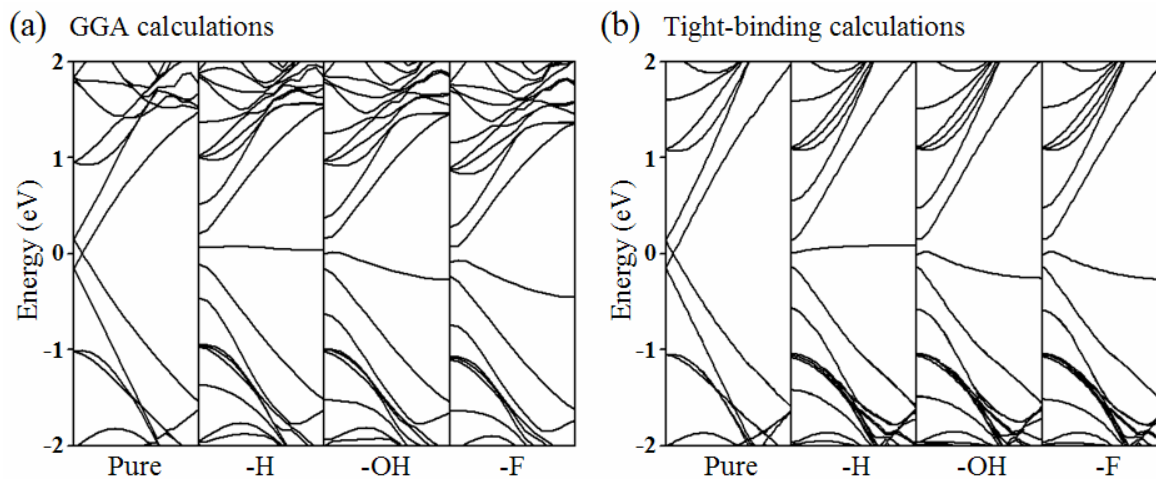 (a) GGA calculations
(b) Tight-binding calculations
Energy (eV)
2
1
0
-1
-2
Pure
-H
-OH
-F
Energy (eV)
2
1
0
-1
-2
Pure
-H
-OH
-F